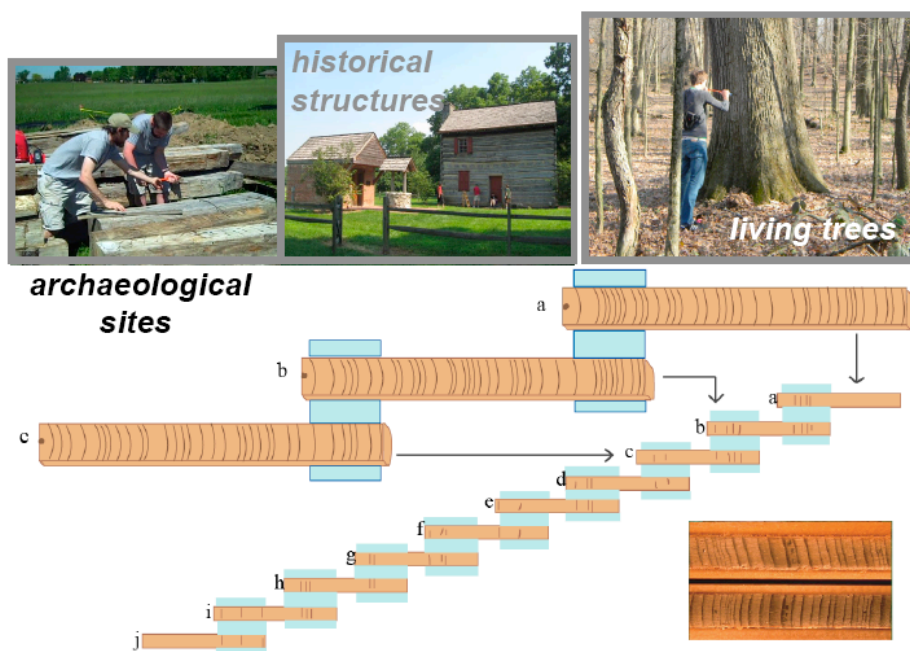 historical
structures
living trees
archaeological
sites
a
b
c
a
b
c
d
e
f
g
h
i
j